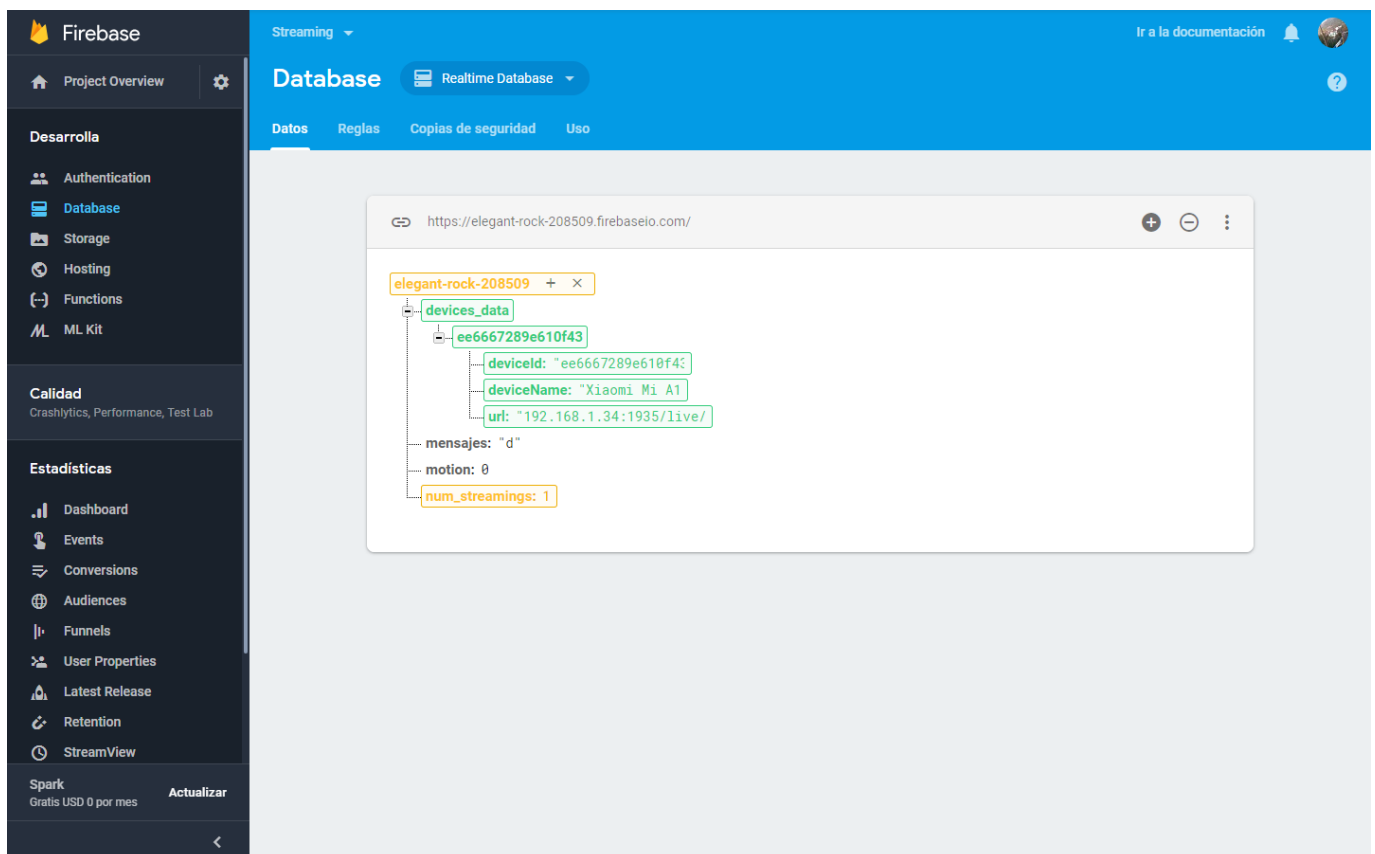 Firebase
Project Overview
Desarrolla
Authentication
Database
Storage
Hosting
Functions
ML Kit
Calidad
Crashlytics, Performance, Test Lab
Estadísticas
Dashboard
Events
Conversions
Audiences
Funnels
User Properties
Latest Release
Retention
StreamView
Spark
Gratis USD 0 por mes
Actualizar
Streaming
Ir a la documentación
Database
Realtime Database
Datos Reglas Copias de seguridad Uso
https://elegant-rock-208509.firebaseio.com/
elegant-rock-208509
devices_data
ee6667289e610f43
deviceId: "ee6667289e610f43
deviceName: "Xiaomi Mi A1
url: "192.168.1.34:1935/live/
mensajes: "d"
motion: 0
num_streamings: 1